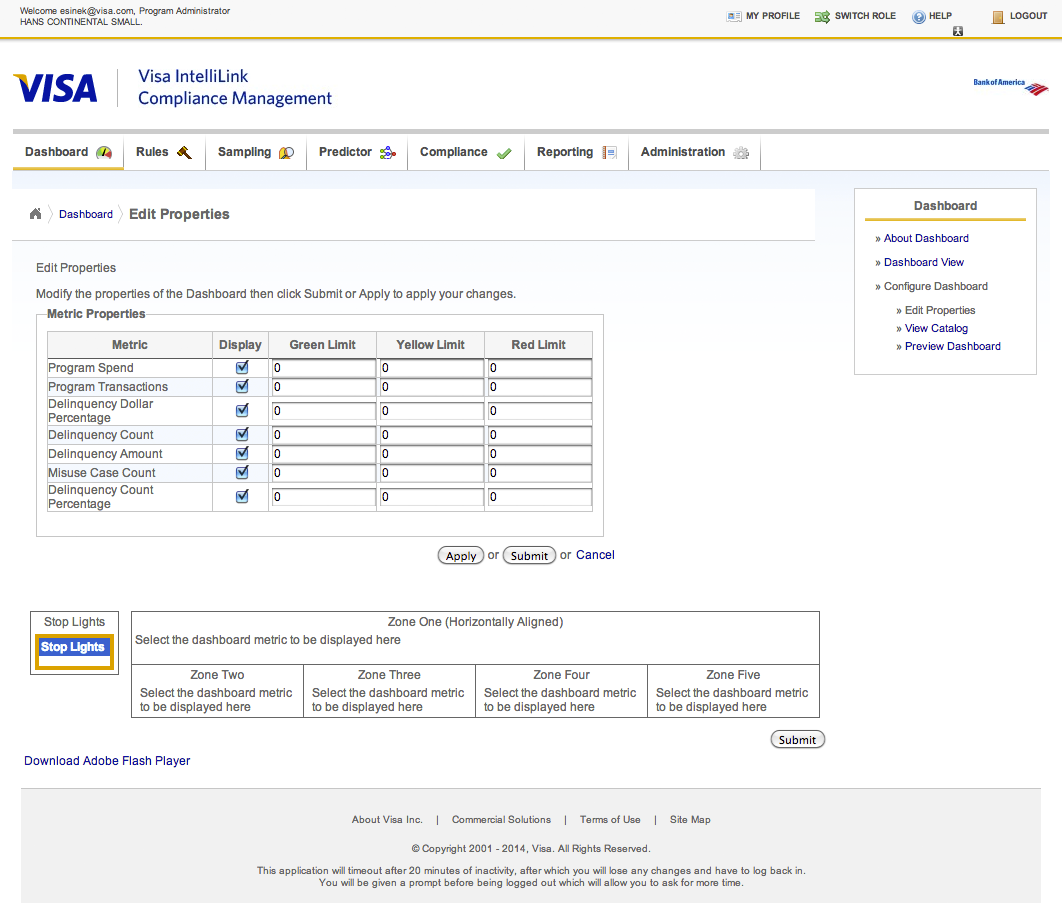 Welcome esinek@visa.com, Program Administrator
HANS CONTINENTAL SMALL.
MY PROFILE SWITCH ROLE HELP LOGOUT
VISA
Visa IntelliLink
Compliance Management
Bank of America
Dashboard Rules Sampling Predictor Compliance Reporting Administration
Dashboard Edit Properties
Dashboard
» About Dashboard
» Dashboard View
» Configure Dashboard
» Edit Properties
» View Catalog
» Preview Dashboard
Edit Properties
Modify the properties of the Dashboard then click Submit or Apply to apply your changes.
Metric Properties
Metric Display Green Limit Yellow Limit Red Limit
Program Spend 0 0 0
Program Transactions 0 0 0
Delinquency Dollar
Percentage 0 0 0
Delinquency Count 0 0 0
Delinquency Amount 0 0 0
Misuse Case Count 0 0 0
Delinquency Count
Percentage 0 0 0
Apply or Submit or Cancel
Stop Lights
Stop Lights
Zone One (Horizontally Aligned)
Select the dashboard metric to be displayed here
Zone Two Zone Three Zone Four Zone Five
Select the dashboard metric Select the dashboard metric Select the dashboard metric Select the dashboard metric
to be displayed here to be displayed here to be displayed here to be displayed here
Submit
Download Adobe Flash Player
About Visa Inc. | Commercial Solutions | Terms of Use | Site Map
© Copyright 2001 - 2014, Visa. All Rights Reserved.
This application will timeout after 20 minutes of inactivity, after which you will lose any changes and have to log back in.
You will be given a prompt before being logged out which will allow you to ask for more time.